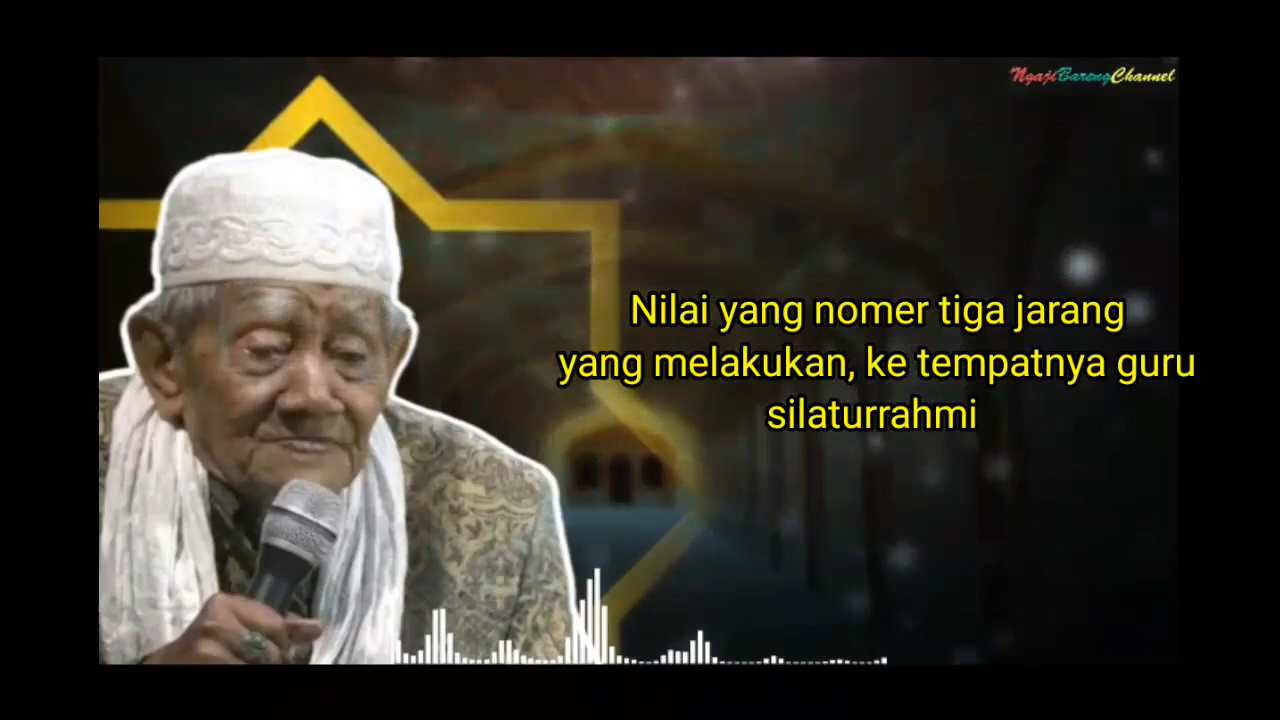 NgajiBarengChannel
Nilai yang nomer tiga jarang
yang melakukan, ke tempatnya guru
silaturrahmi